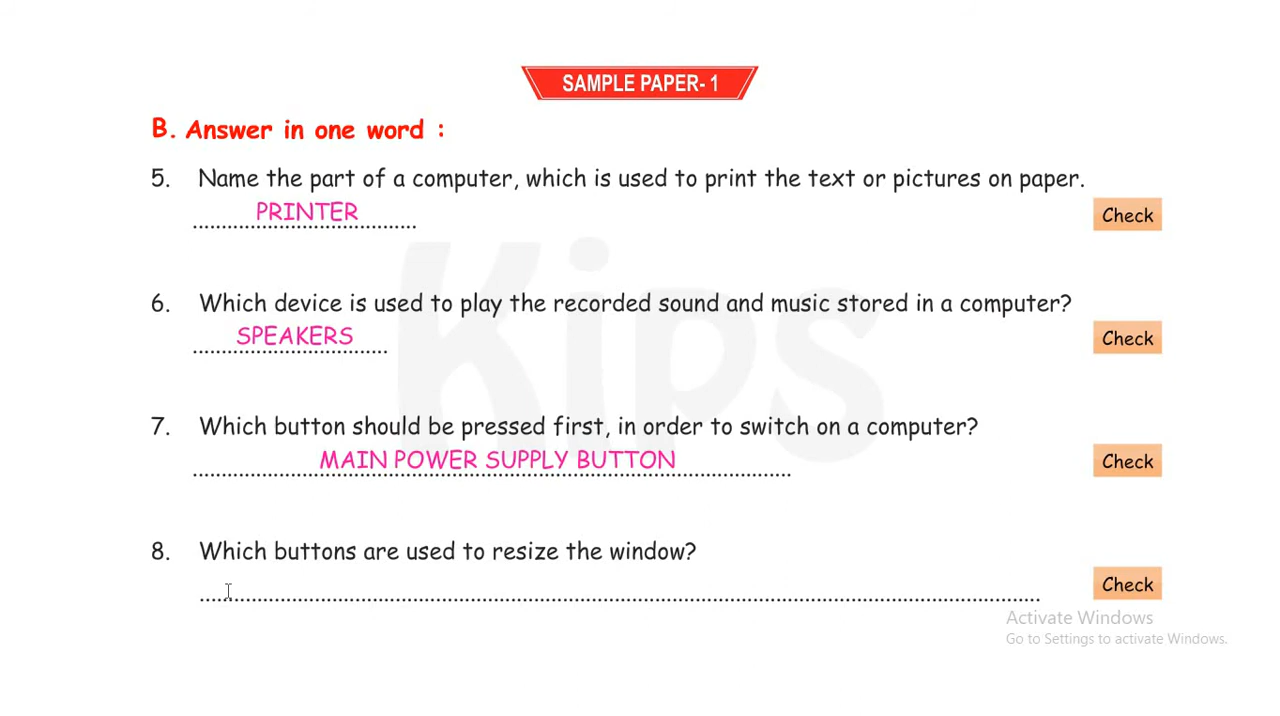 SAMPLE PAPER- 1
B. Answer in one word :
5. Name the part of a computer, which is used to print the text or pictures on paper.
PRINTER
Check
6. Which device is used to play the recorded sound and music stored in a computer?
SPEAKERS
Check
7. Which button should be pressed first, in order to switch on a computer?
MAIN POWER SUPPLY BUTTON
Check
8. Which buttons are used to resize the window?
Check
Kips
Activate Windows
Go to Settings to activate Windows.